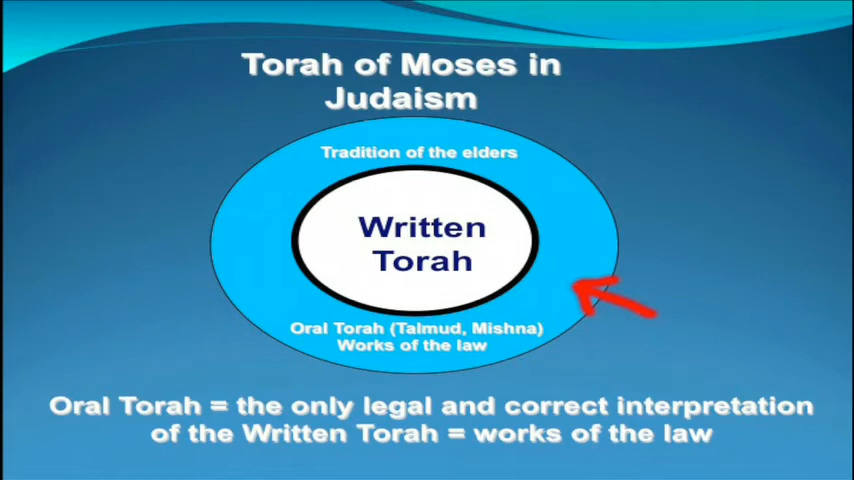 Torah of Moses in
Judaism
Tradition of the elders
Written
Torah
Oral Torah (Talmud, Mishna)
Works of the law
Oral Torah = the only legal and correct interpretation
of the Written Torah = works of the law